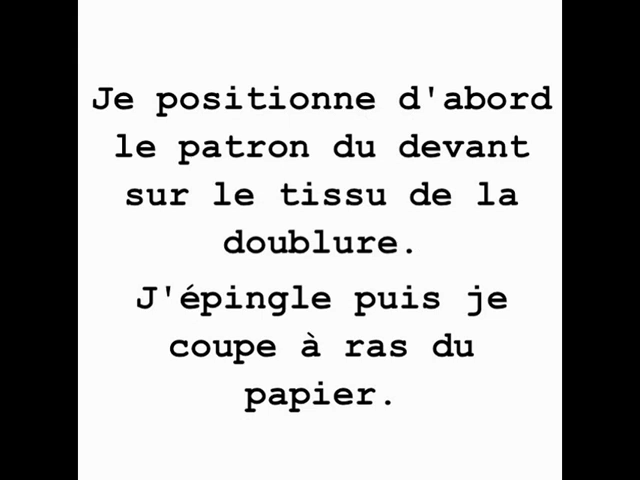 Je positionne d'abord
le patron du devant
sur le tissu de la
doublure.
J'épingle puis je
coupe à ras du
papier.